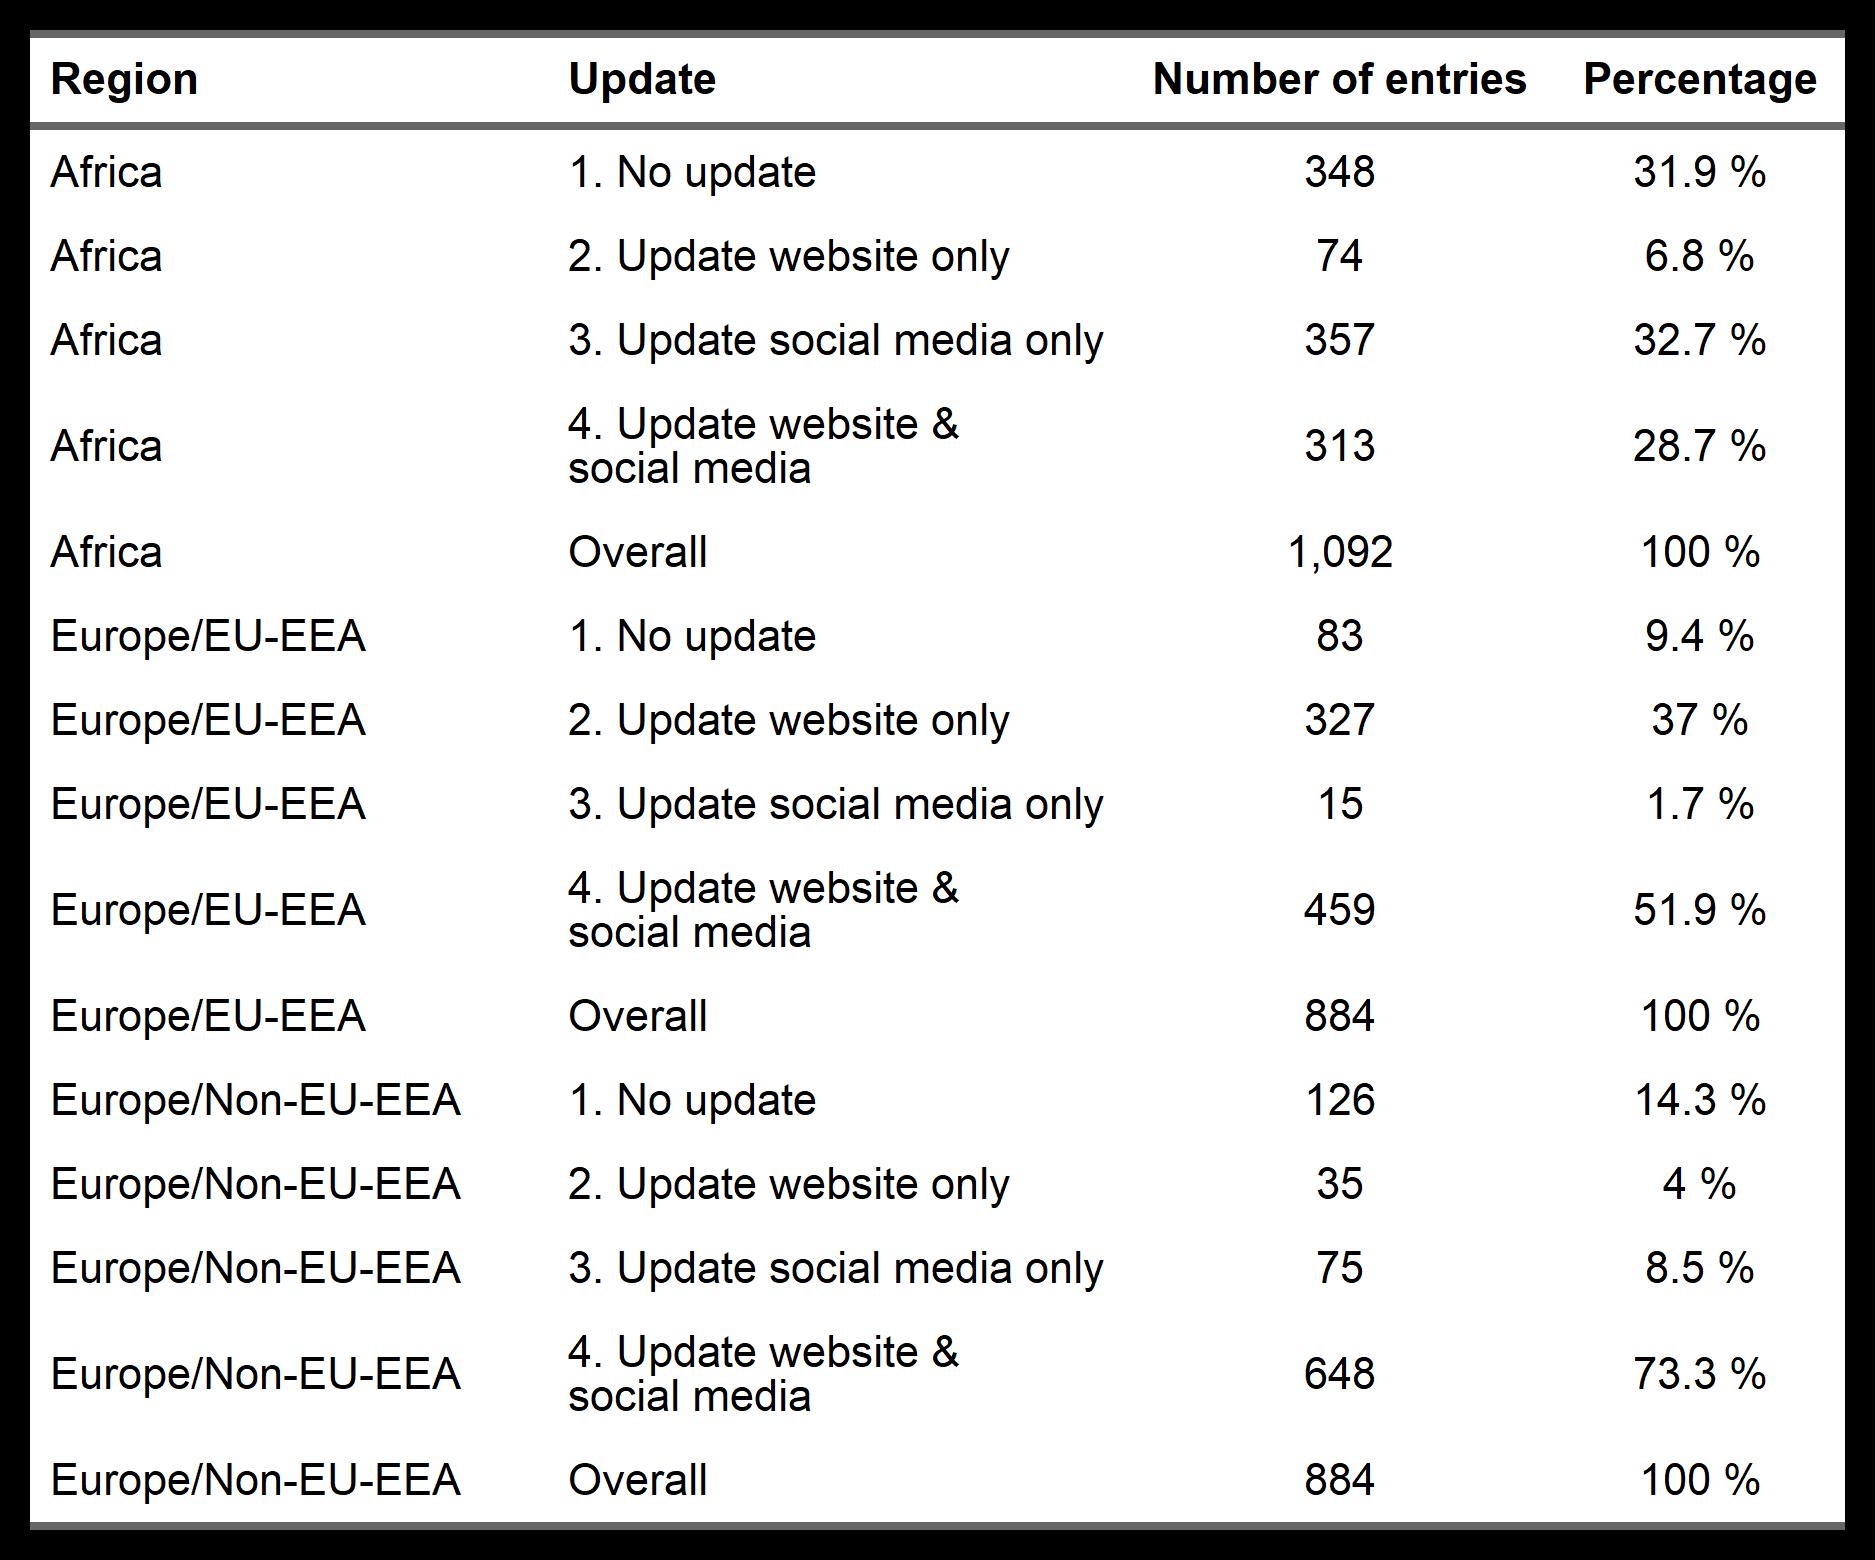 Region Update Number of entries Percentage
Africa 1. No update 348 31.9 %
Africa 2. Update website only 74 6.8 %
Africa 3. Update social media only 357 32.7 %
Africa 4. Update website &
social media 313 28.7 %
Africa Overall 1,092 100 %
Europe/EU-EEA 1. No update 83 9.4 %
Europe/EU-EEA 2. Update website only 327 37 %
Europe/EU-EEA 3. Update social media only 15 1.7 %
Europe/EU-EEA 4. Update website &
social media 459 51.9 %
Europe/EU-EEA Overall 884 100 %
Europe/Non-EU-EEA 1. No update 126 14.3 %
Europe/Non-EU-EEA 2. Update website only 35 4 %
Europe/Non-EU-EEA 3. Update social media only 75 8.5 %
Europe/Non-EU-EEA 4. Update website &
social media 648 73.3 %
Europe/Non-EU-EEA Overall 884 100 %